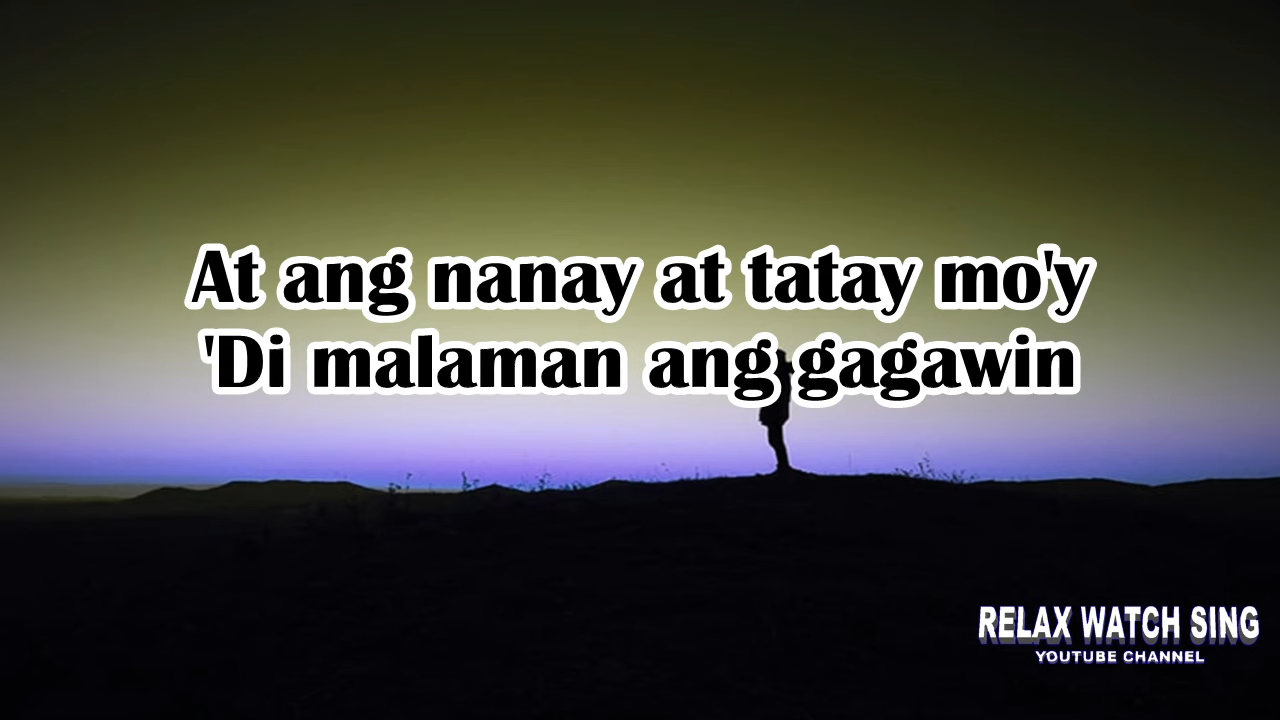 At ang nanay at tatay mo'y
'Di malaman ang gagawin
RELAX WATCH SING
YOUTUBE CHANNEL